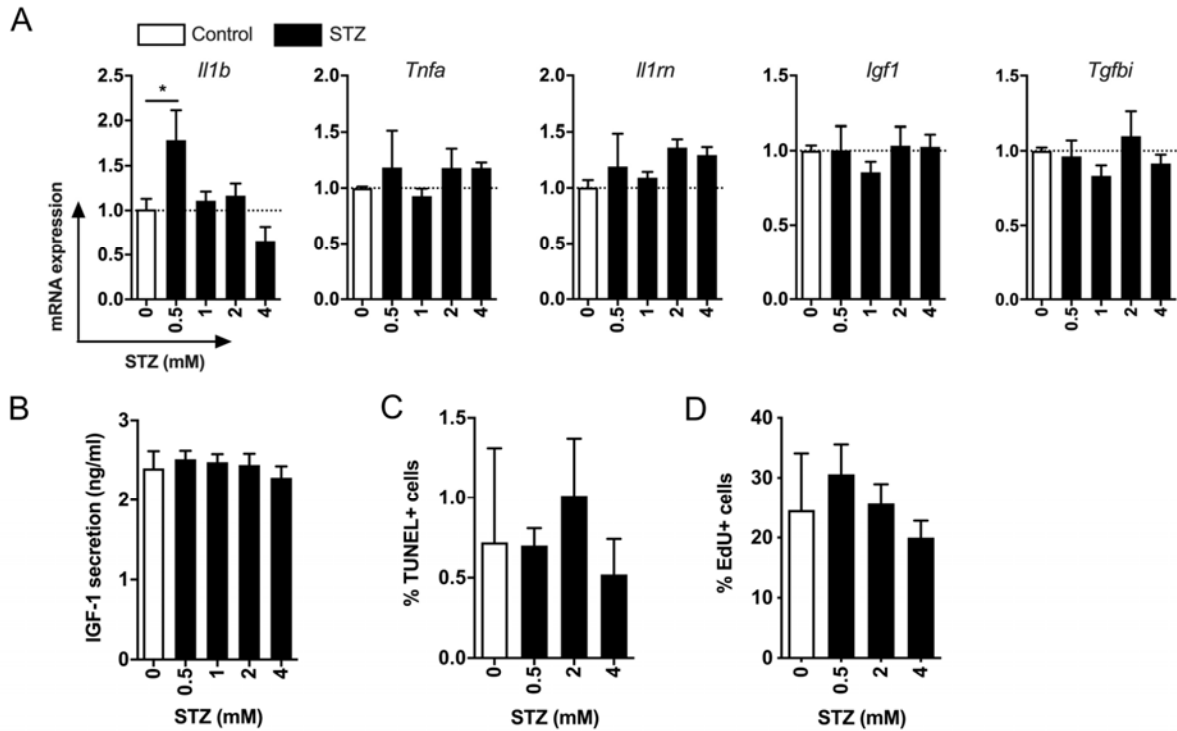 A
Control STZ
Il1b Tnfa Il1rn Igf1 Tgfbi
mRNA expression
2.5
2.0
1.5
1.0
0.5
0.0
0 0.5 1 2 4
2.0
1.5
1.0
0.5
0.0
0 0.5 1 2 4
2.0
1.5
1.0
0.5
0.0
0 0.5 1 2 4
1.5
1.0
0.5
0.0
0 0.5 1 2 4
1.5
1.0
0.5
0.0
0 0.5 1 2 4
*
STZ (mM)
B
IGF-1 secretion (ng/ml)
3
2
1
0
0 0.5 1 2 4
STZ (mM)
C
% TUNEL+ cells
1.5
1.0
0.5
0.0
0 0.5 2 4
STZ (mM)
D
% EdU+ cells
40
30
20
10
0
0 0.5 2 4
STZ (mM)